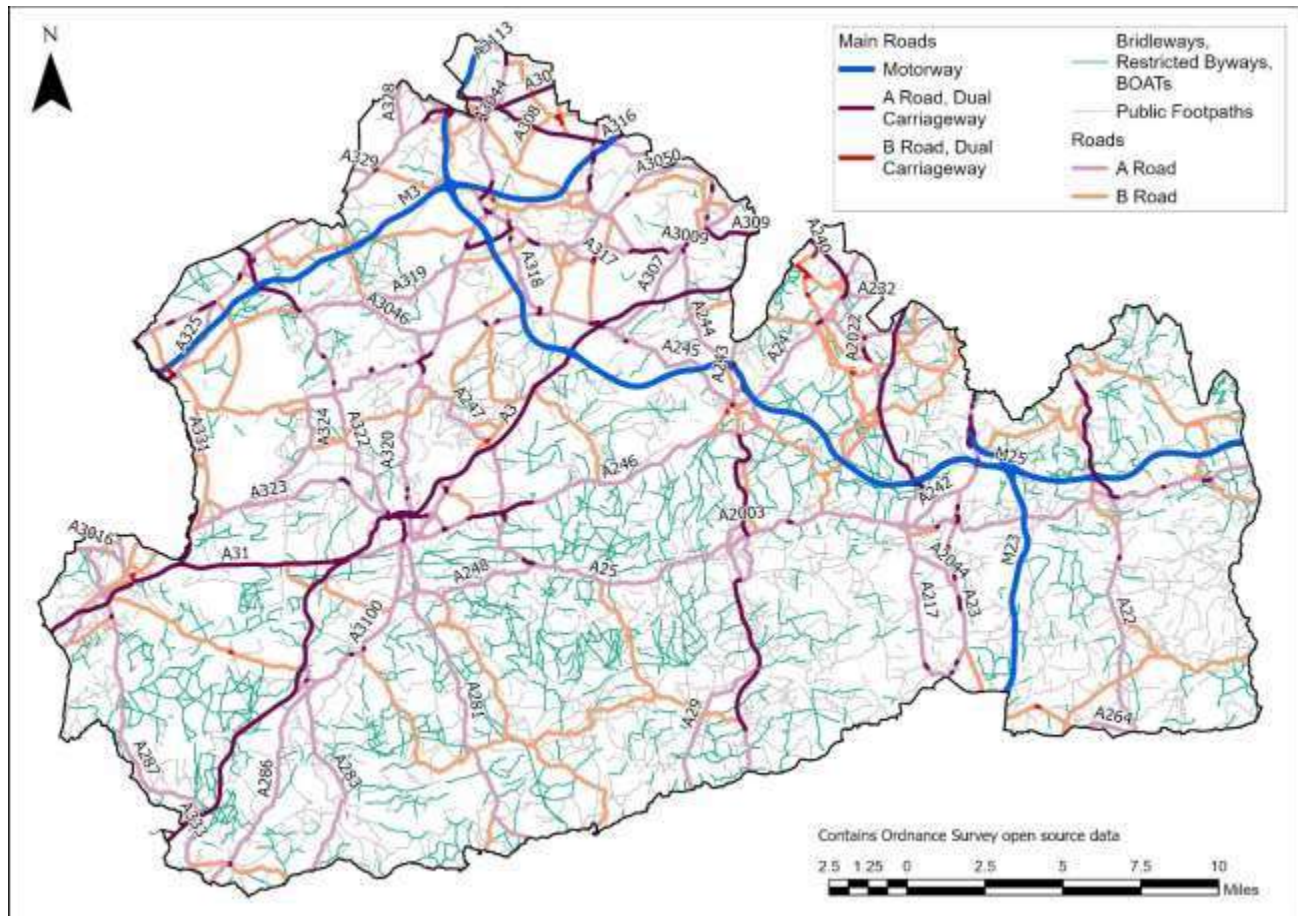 N
Main Roads
Motorway
A Road, Dual
Carriageway
B Road, Dual
Carriageway
Bridleways,
Restricted Byways,
BOATs
Public Footpaths
Roads
A Road
B Road
A30
A3044
A328
A308
A316
A329
A3050
M3
A309
A3009
A240
A317
A307
A319
A318
A232
A3046
A325
A244
A24
A2022
A245
A243
A247
A3
A324
A322
A320
A331
M25
A246
A323
A242
A2003
A3016
A31
M23
A248
A25
A2044
A217
A23
A22
A3100
A281
A29
A264
A287
A286
A283
A333
Contains Ordnance Survey open source data
2.5 1.25 0 2.5 5 7.5 10
Miles